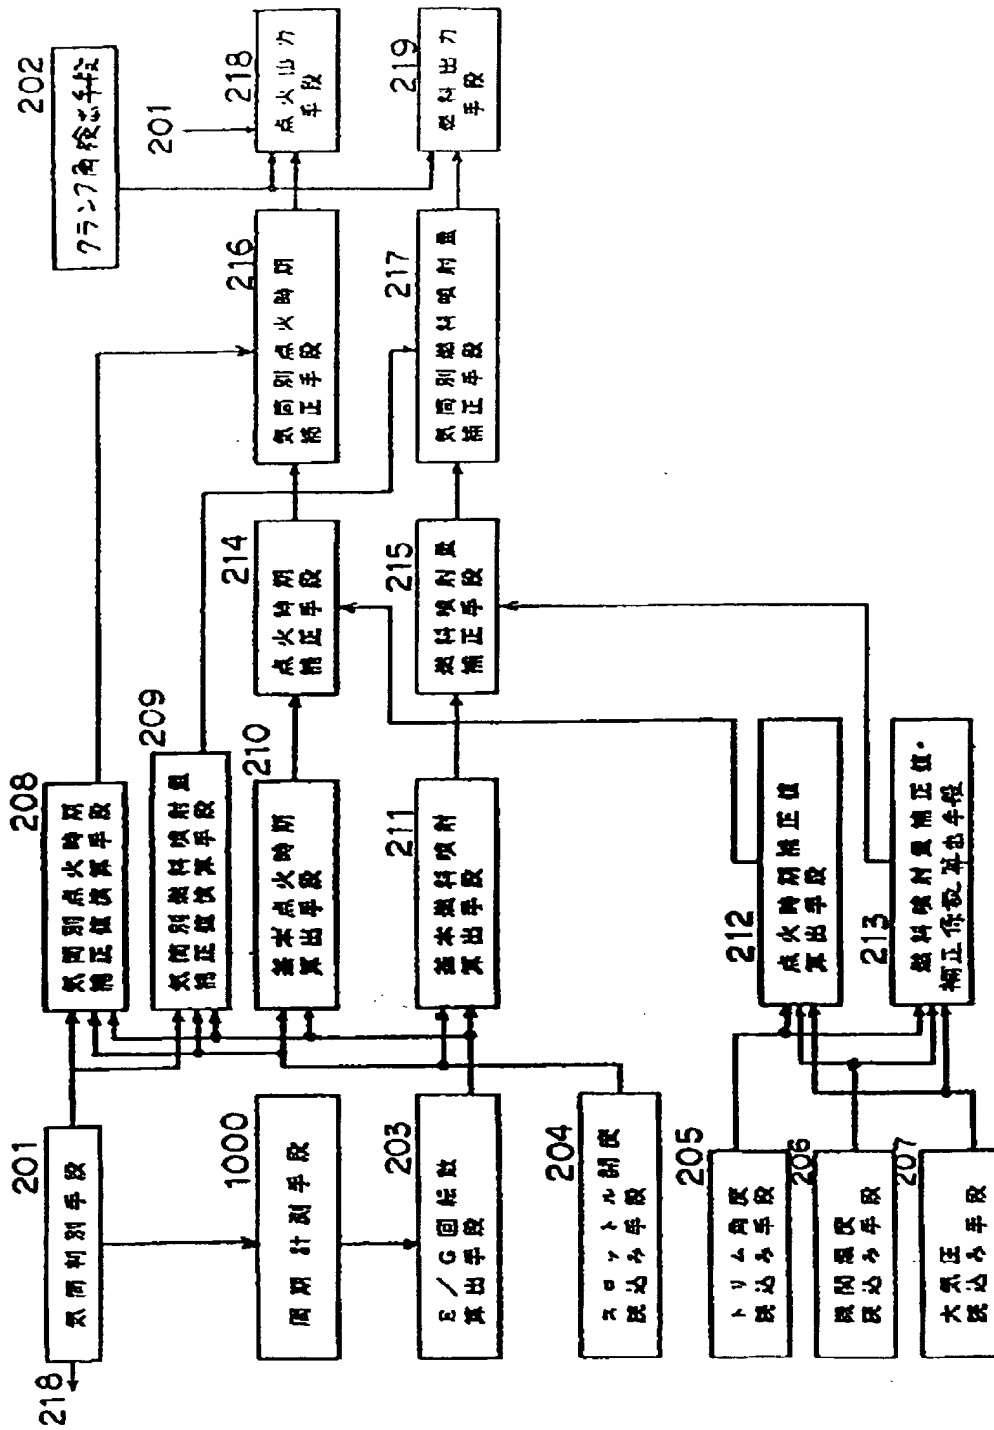 218
201
気筒判別手段
1000
周期 計測手段
203
E/G回転数
算出手段
204
スロットル開度
読込み手段
205
トリム角度
読込み手段
206
機関温度
読込み手段
207
大気圧
読込み手段
208
気筒別点火時期
補正値演算手段
209
気筒別燃料噴射量
補正値演算手段
210
基本点火時期
算出手段
211
基本燃料噴射
算出手段
212
点火時期補正値
算出手段
213
燃料噴射量補正値・
補正係数算出手段
214
点火時期
補正手段
215
燃料噴射量
補正手段
216
気筒別点火時期
補正手段
217
気筒別燃料噴射量
補正手段
202
クランク角検出手段
201
218
点火出力
手段
219
燃料出力
手段